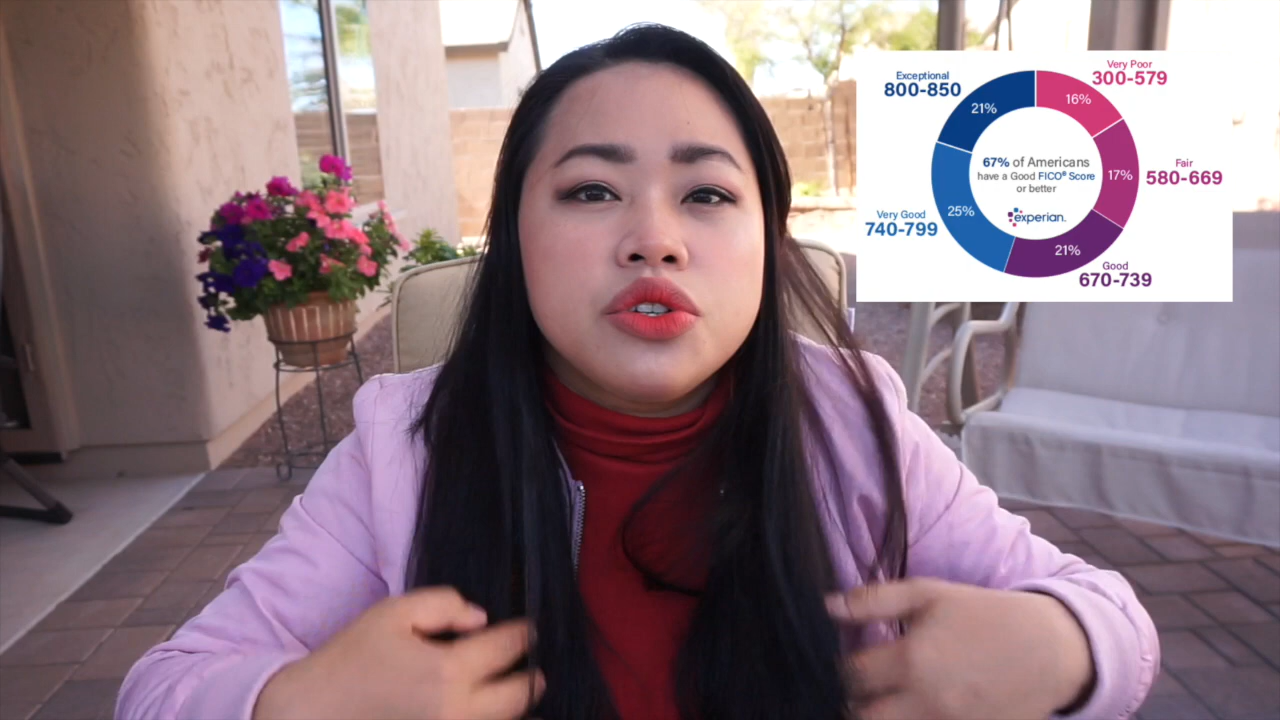 Very Poor
300-579
16%
Fair
580-669
17%
Good
670-739
21%
Very Good
740-799
25%
Exceptional
800-850
21%
67% of Americans
have a Good FICO® Score
or better
experian.